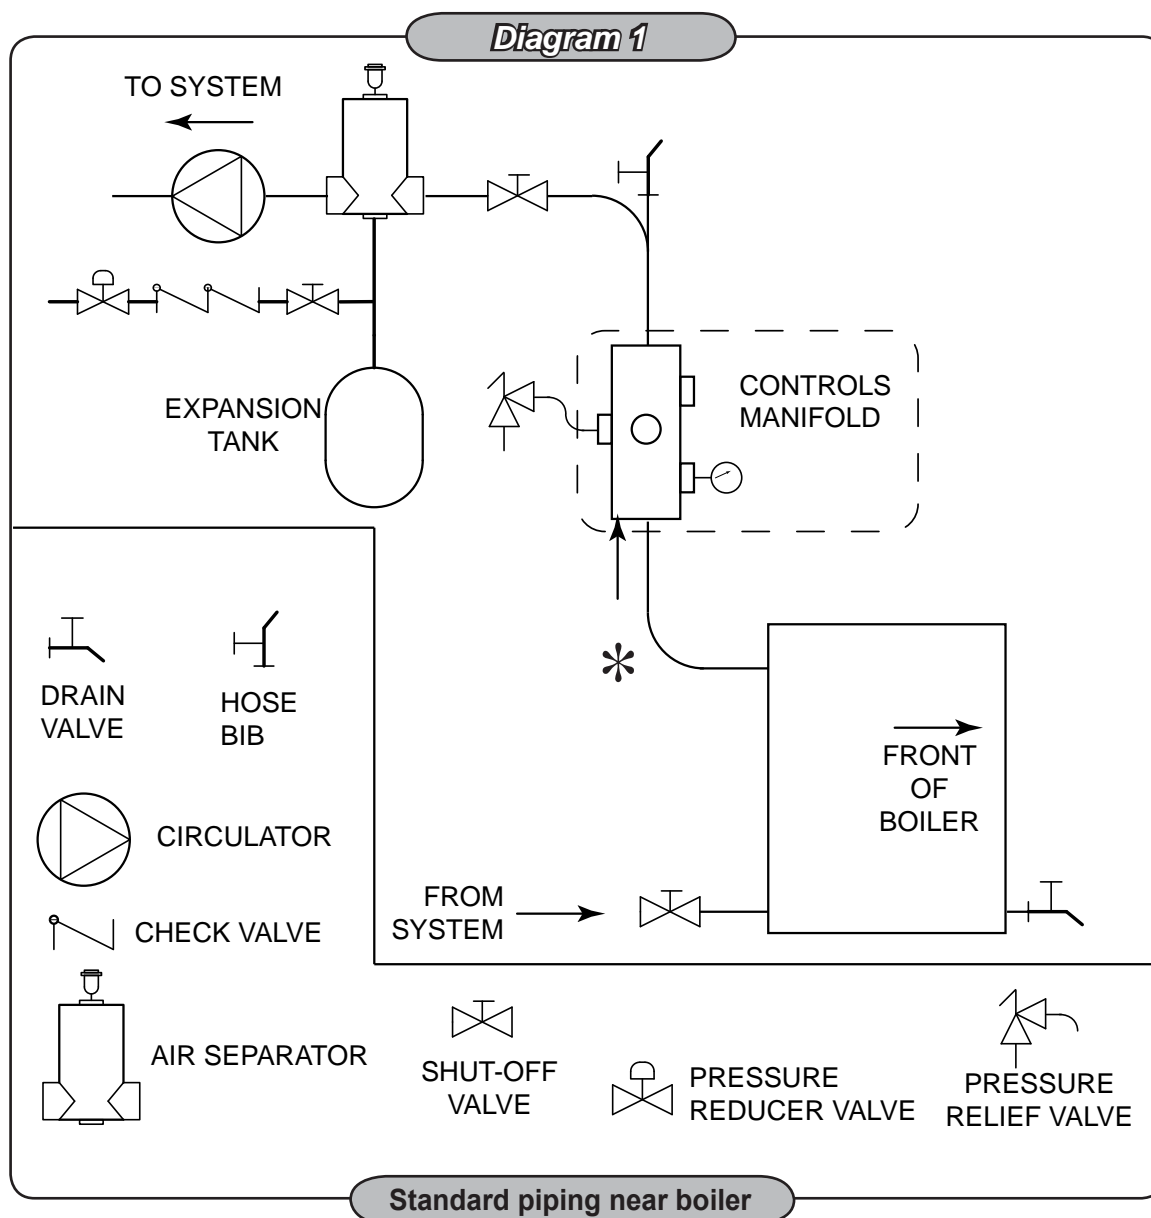 Diagram 1
TO SYSTEM
EXPANSION
TANK
CONTROLS
MANIFOLD
*
FRONT
OF
BOILER
FROM
SYSTEM
DRAIN
VALVE
HOSE
BIB
CIRCULATOR
CHECK VALVE
AIR SEPARATOR
SHUT-OFF
VALVE
PRESSURE
REDUCER VALVE
PRESSURE
RELIEF VALVE
Standard piping near boiler